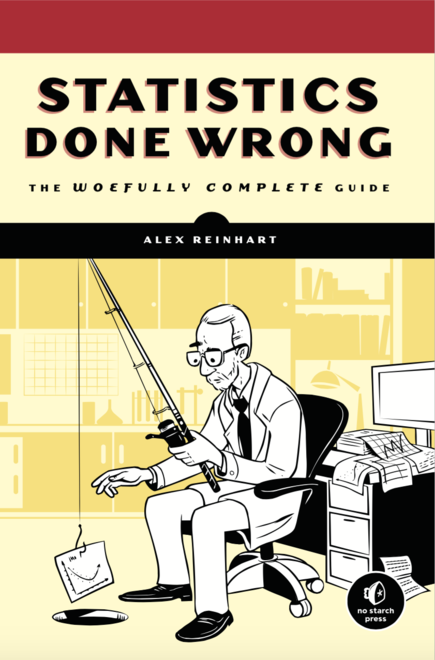 STATISTICS
DONE WRONG
THE WOEFULLY COMPLETE GUIDE
ALEX REINHART
no starch
press